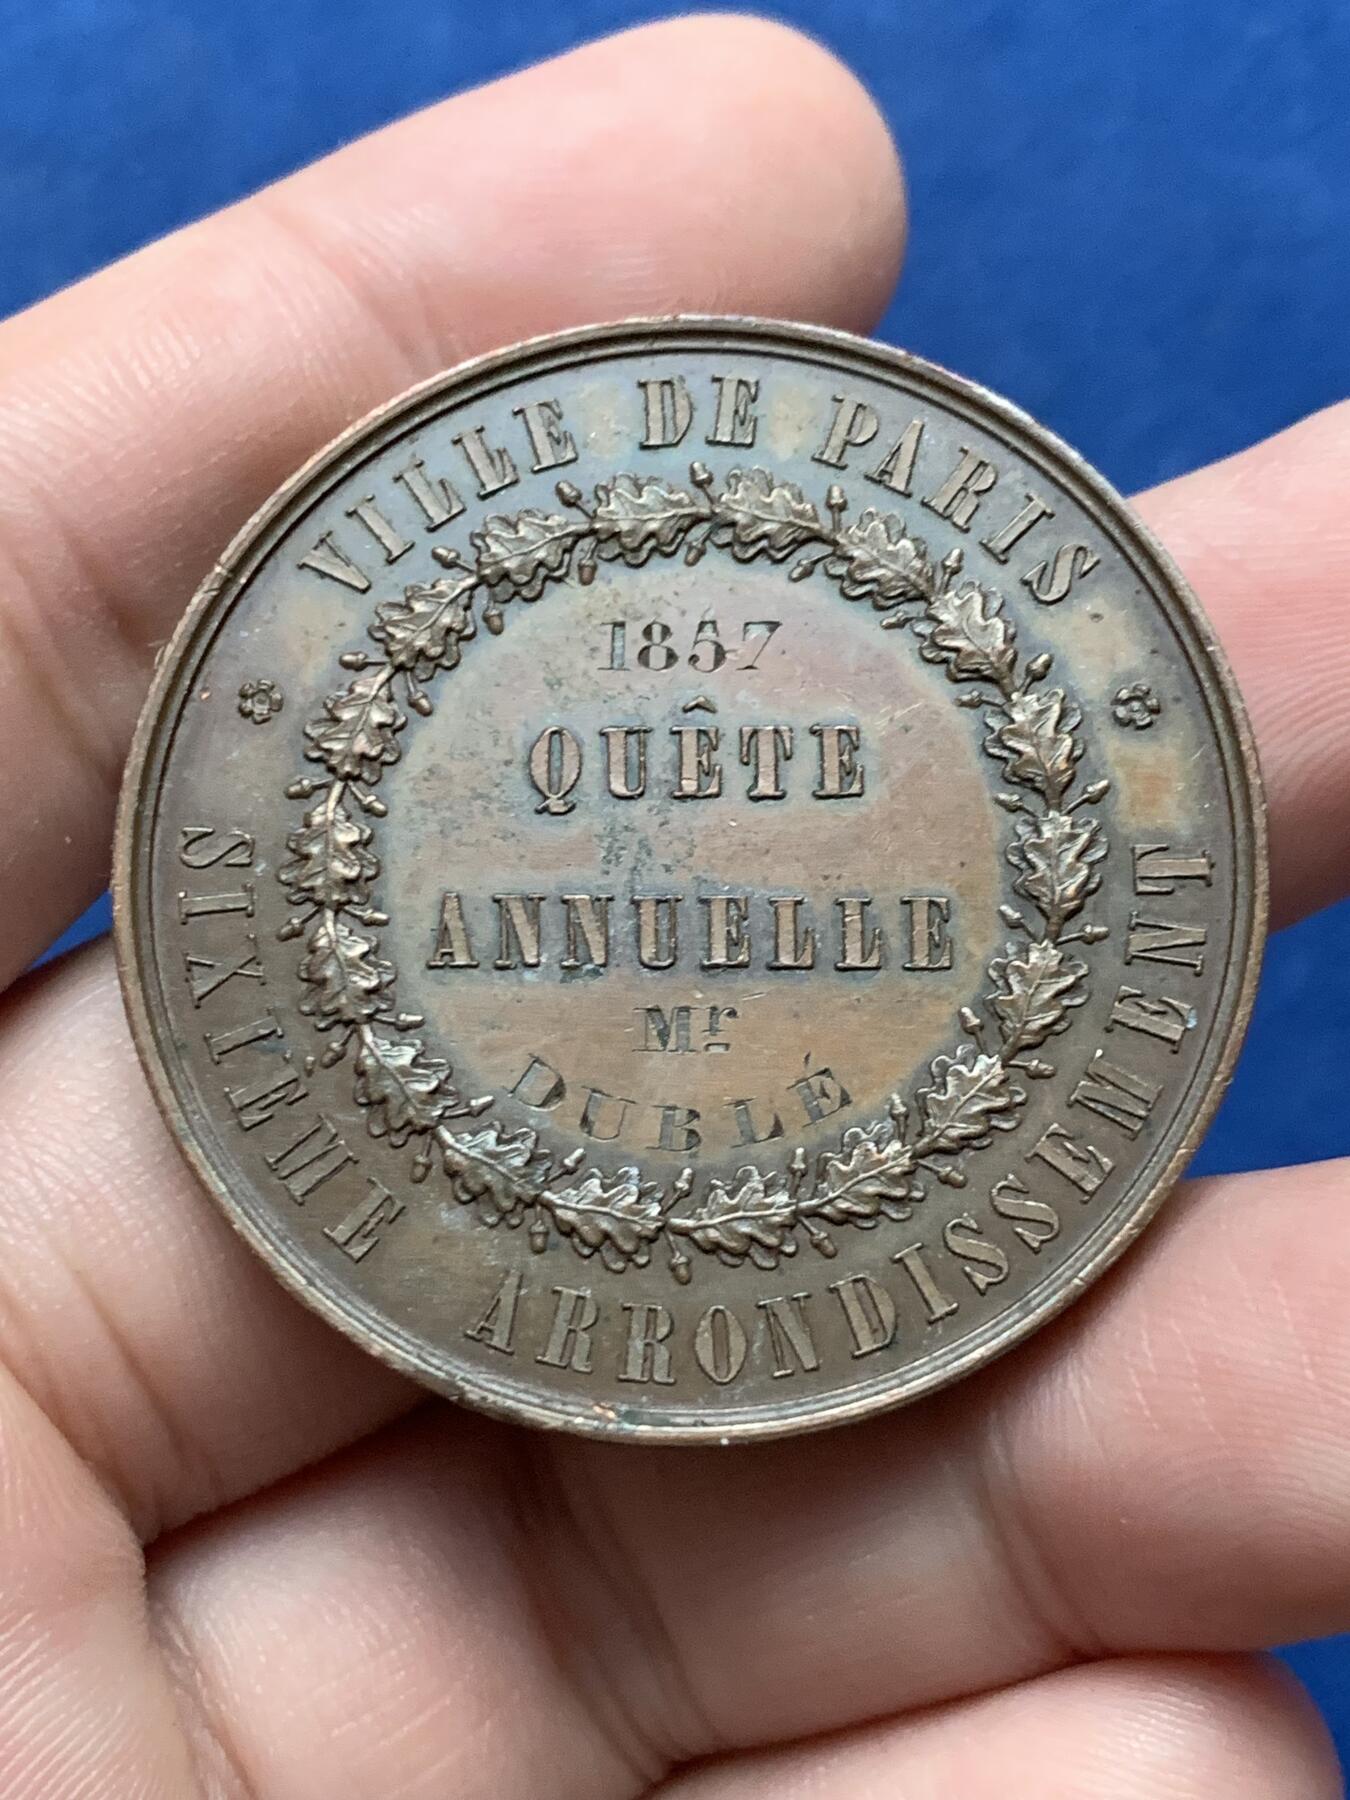 VILLE DE PARIS
1857
QUÊTE
ANNUELLE
Mr
DUBLÉ
SIXIÈME ARRONDISSEMENT